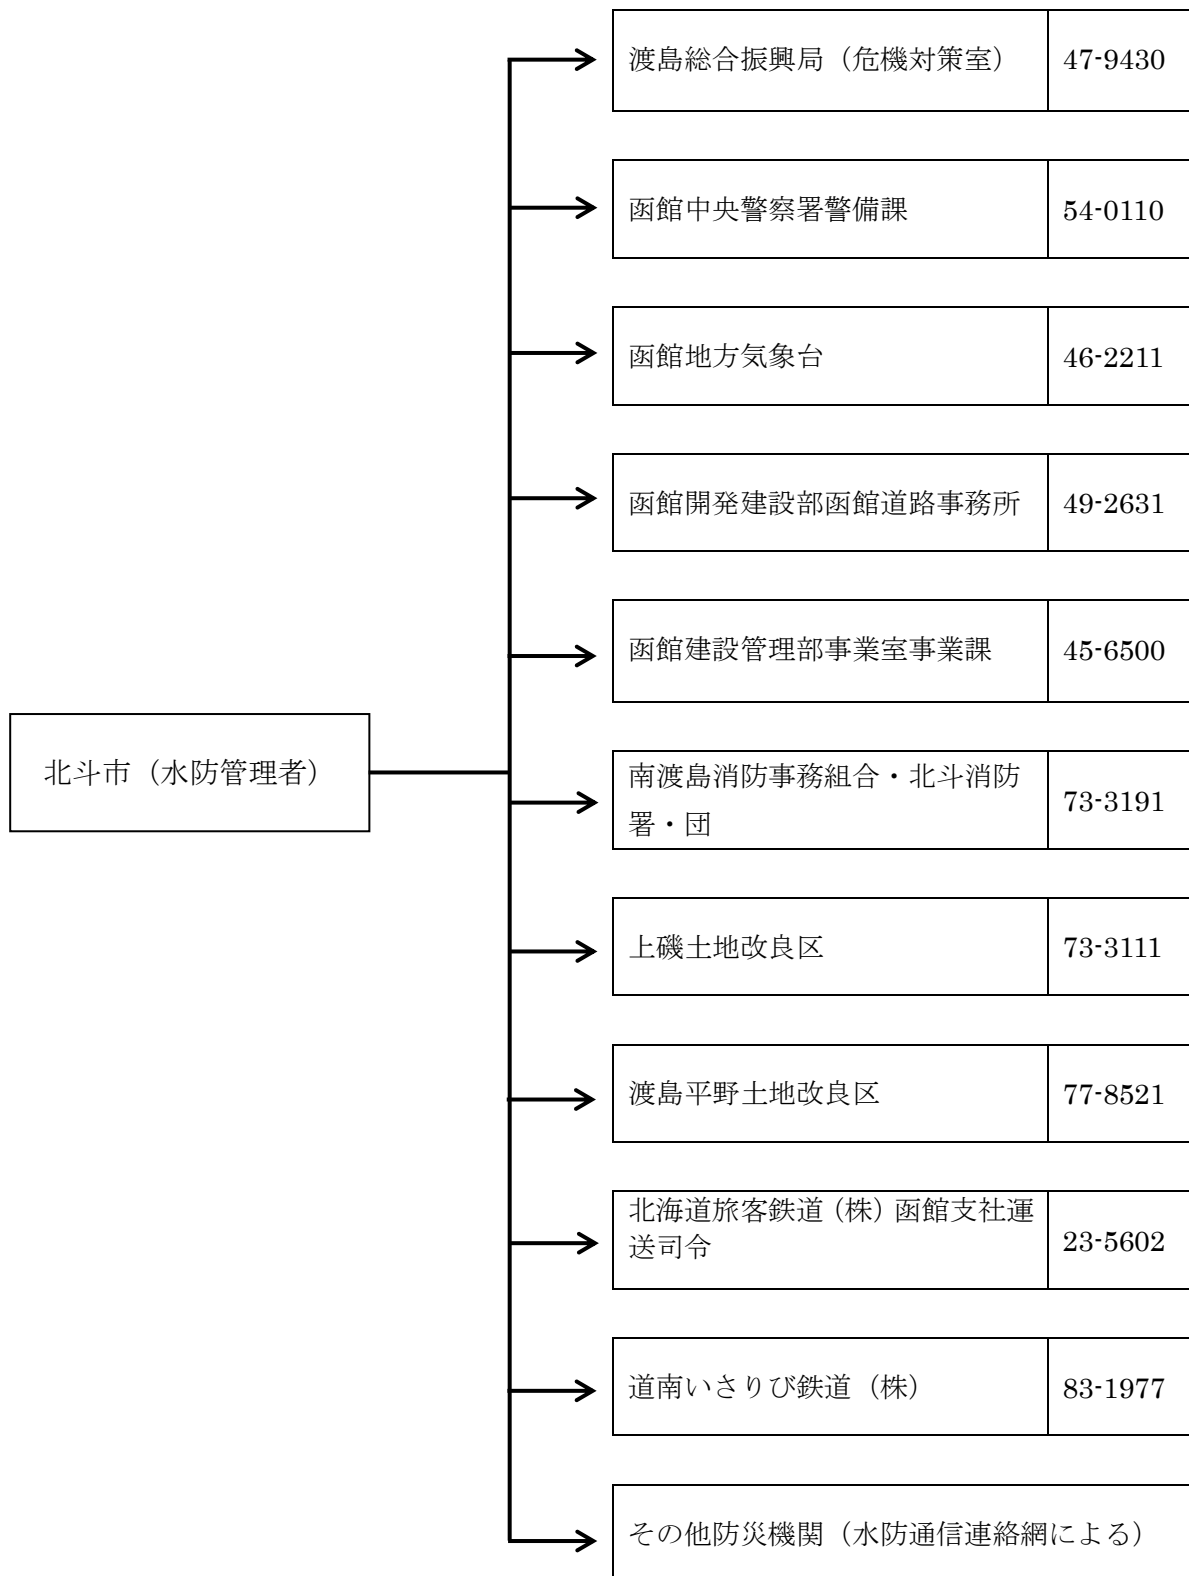 渡島総合振興局（危機対策室） 47-9430
函館中央警察署警備課 54-0110
函館地方気象台 46-2211
函館開発建設部函館道路事務所 49-2631
函館建設管理部事業室事業課 45-6500
北斗市（水防管理者）
南渡島消防事務組合・北斗消防
署・団 73-3191
上磯土地改良区 73-3111
渡島平野土地改良区 77-8521
北海道旅客鉄道（株）函館支社運
送司令 23-5602
道南いさりび鉄道（株） 83-1977
その他防災機関（水防通信連絡網による）